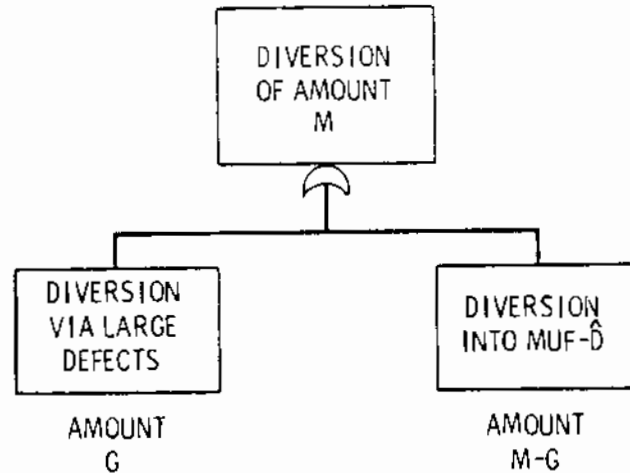 DIVERSION
OF AMOUNT
M
DIVERSION
VIA LARGE
DEFECTS
AMOUNT
G
DIVERSION
INTO MUF-D̂
AMOUNT
M-G